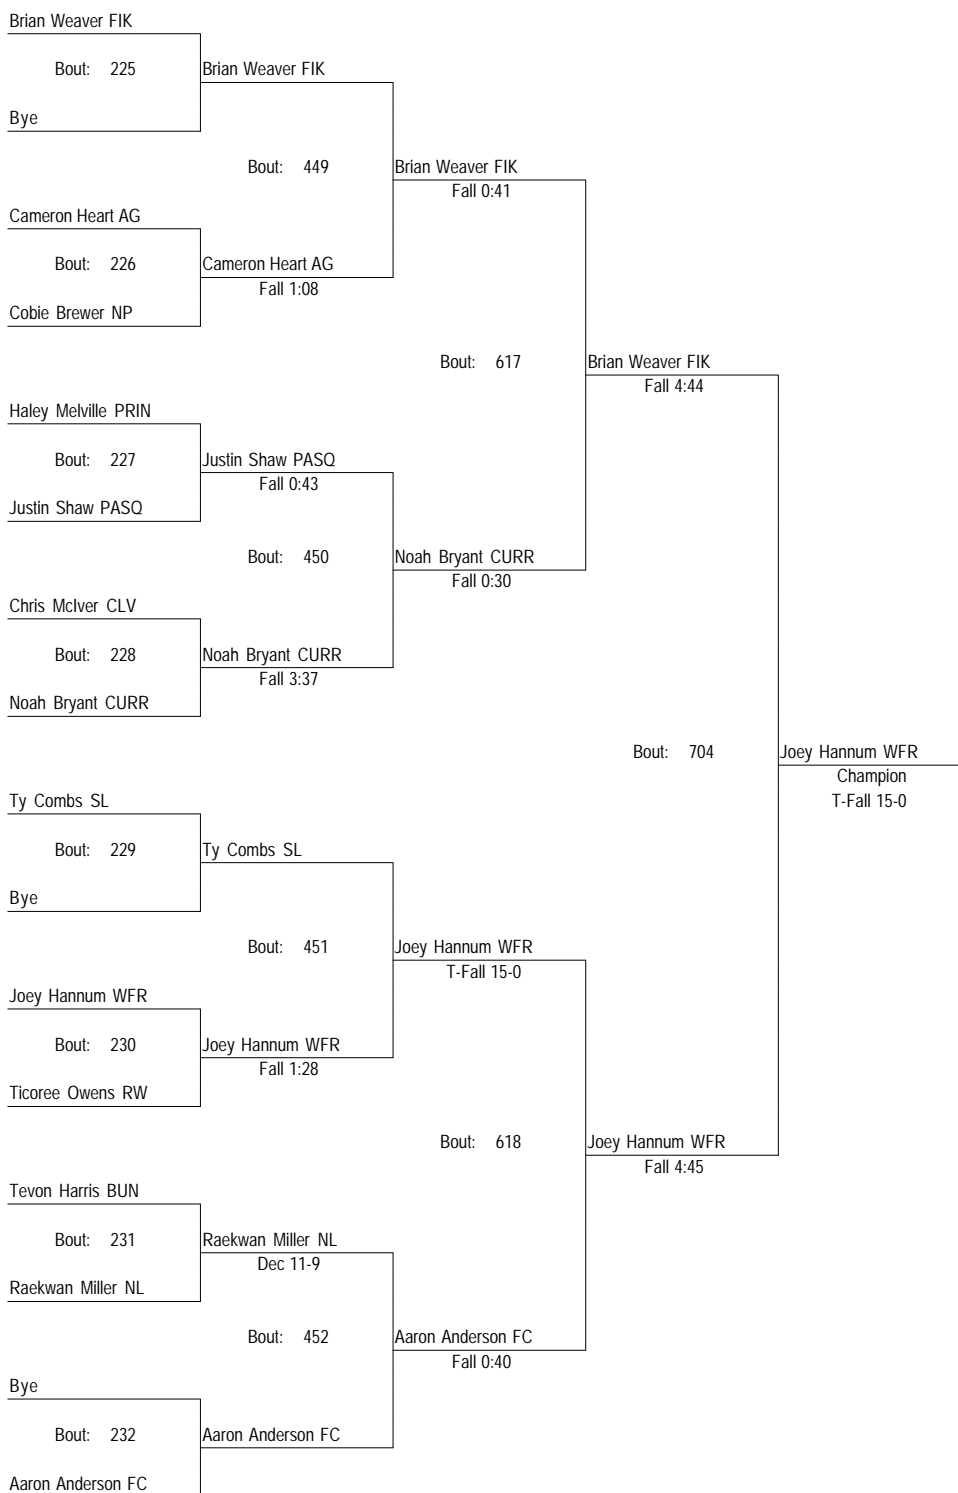 Brian Weaver FIK
Bout: 225
Brian Weaver FIK
Bye
Bout: 449
Brian Weaver FIK
Fall 0:41
Cameron Heart AG
Bout: 226
Cameron Heart AG
Fall 1:08
Cobie Brewer NP
Bout: 617
Brian Weaver FIK
Fall 4:44
Haley Melville PRIN
Bout: 227
Justin Shaw PASQ
Fall 0:43
Justin Shaw PASQ
Bout: 450
Noah Bryant CURR
Fall 0:30
Chris McIver CLV
Bout: 228
Noah Bryant CURR
Fall 3:37
Noah Bryant CURR
Bout: 704
Joey Hannum WFR
Champion
T-Fall 15-0
Ty Combs SL
Bout: 229
Ty Combs SL
Bye
Bout: 451
Joey Hannum WFR
T-Fall 15-0
Joey Hannum WFR
Bout: 230
Joey Hannum WFR
Fall 1:28
Ticoree Owens RW
Bout: 618
Joey Hannum WFR
Fall 4:45
Tevon Harris BUN
Bout: 231
Raekwan Miller NL
Dec 11-9
Raekwan Miller NL
Bout: 452
Aaron Anderson FC
Fall 0:40
Bye
Bout: 232
Aaron Anderson FC
Aaron Anderson FC